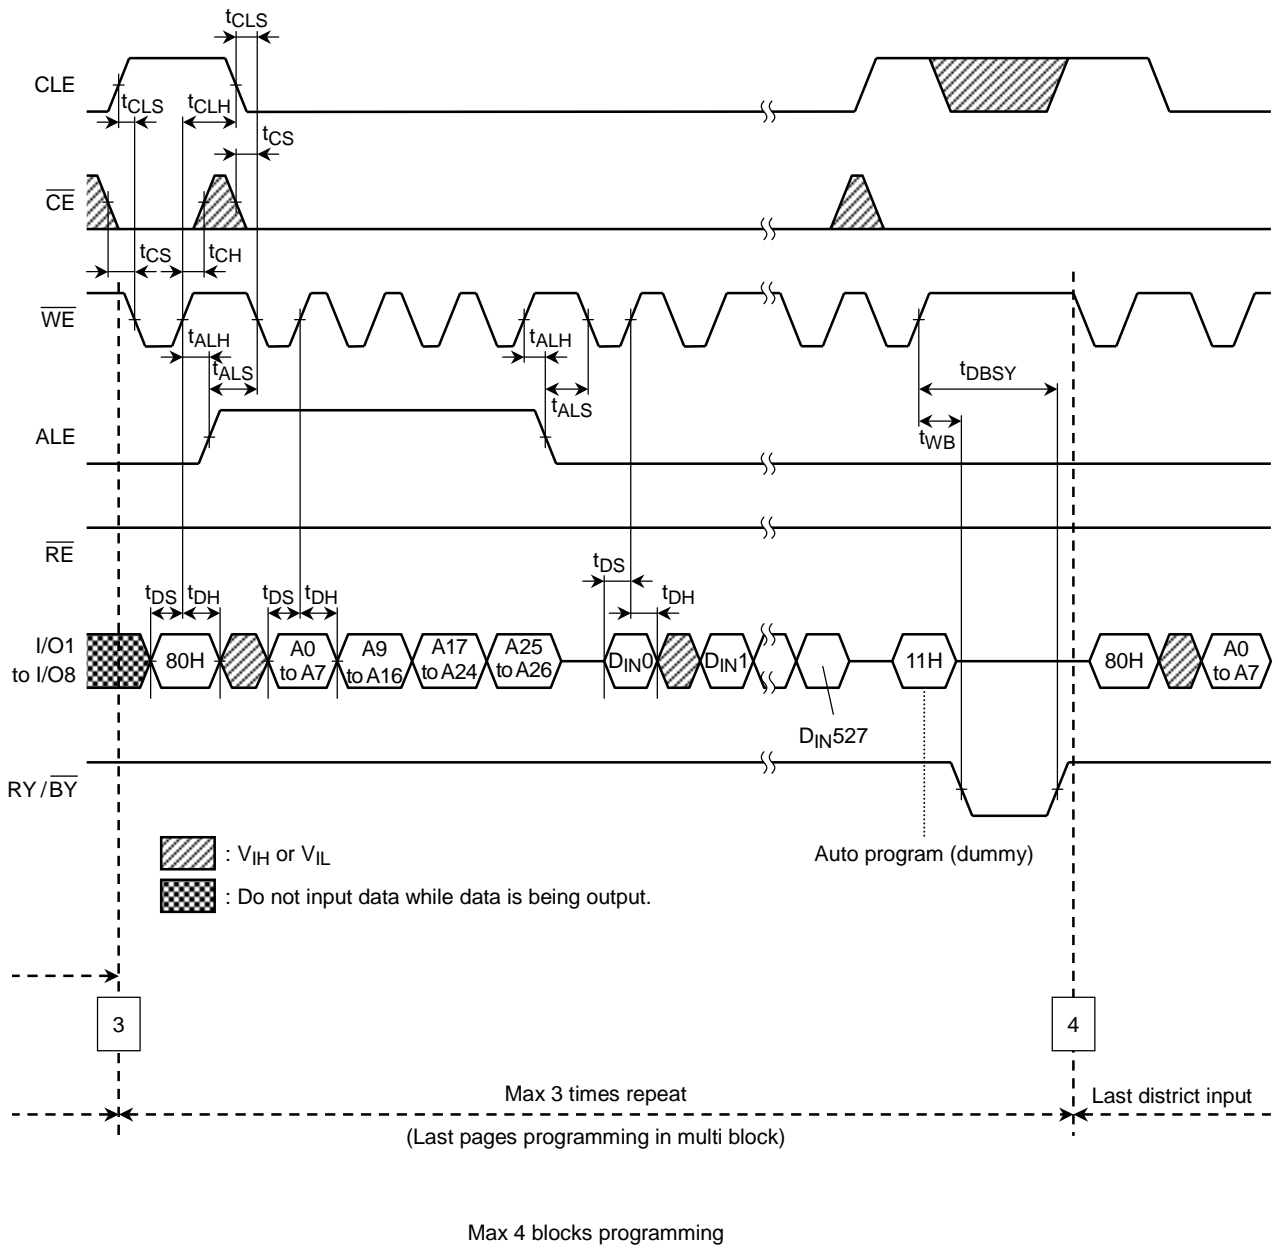 tCLS
CLE
tCLS
tCLH
tCS
CE
tCS
tCH
WE
tALH
tALH
tDBSY
tALS
tALS
ALE
tWB
RE
tDS
tDS
tDH
tDS
tDH
tDH
I/O1
to I/O8
80H
A0
to A7
A9
to A16
A17
to A24
A25
to A26
DIN0
DIN1
11H
80H
A0
to A7
DIN527
RY/BY
: VIH or VIL
Auto program (dummy)
: Do not input data while data is being output.
3
4
Max 3 times repeat
Last district input
(Last pages programming in multi block)
Max 4 blocks programming